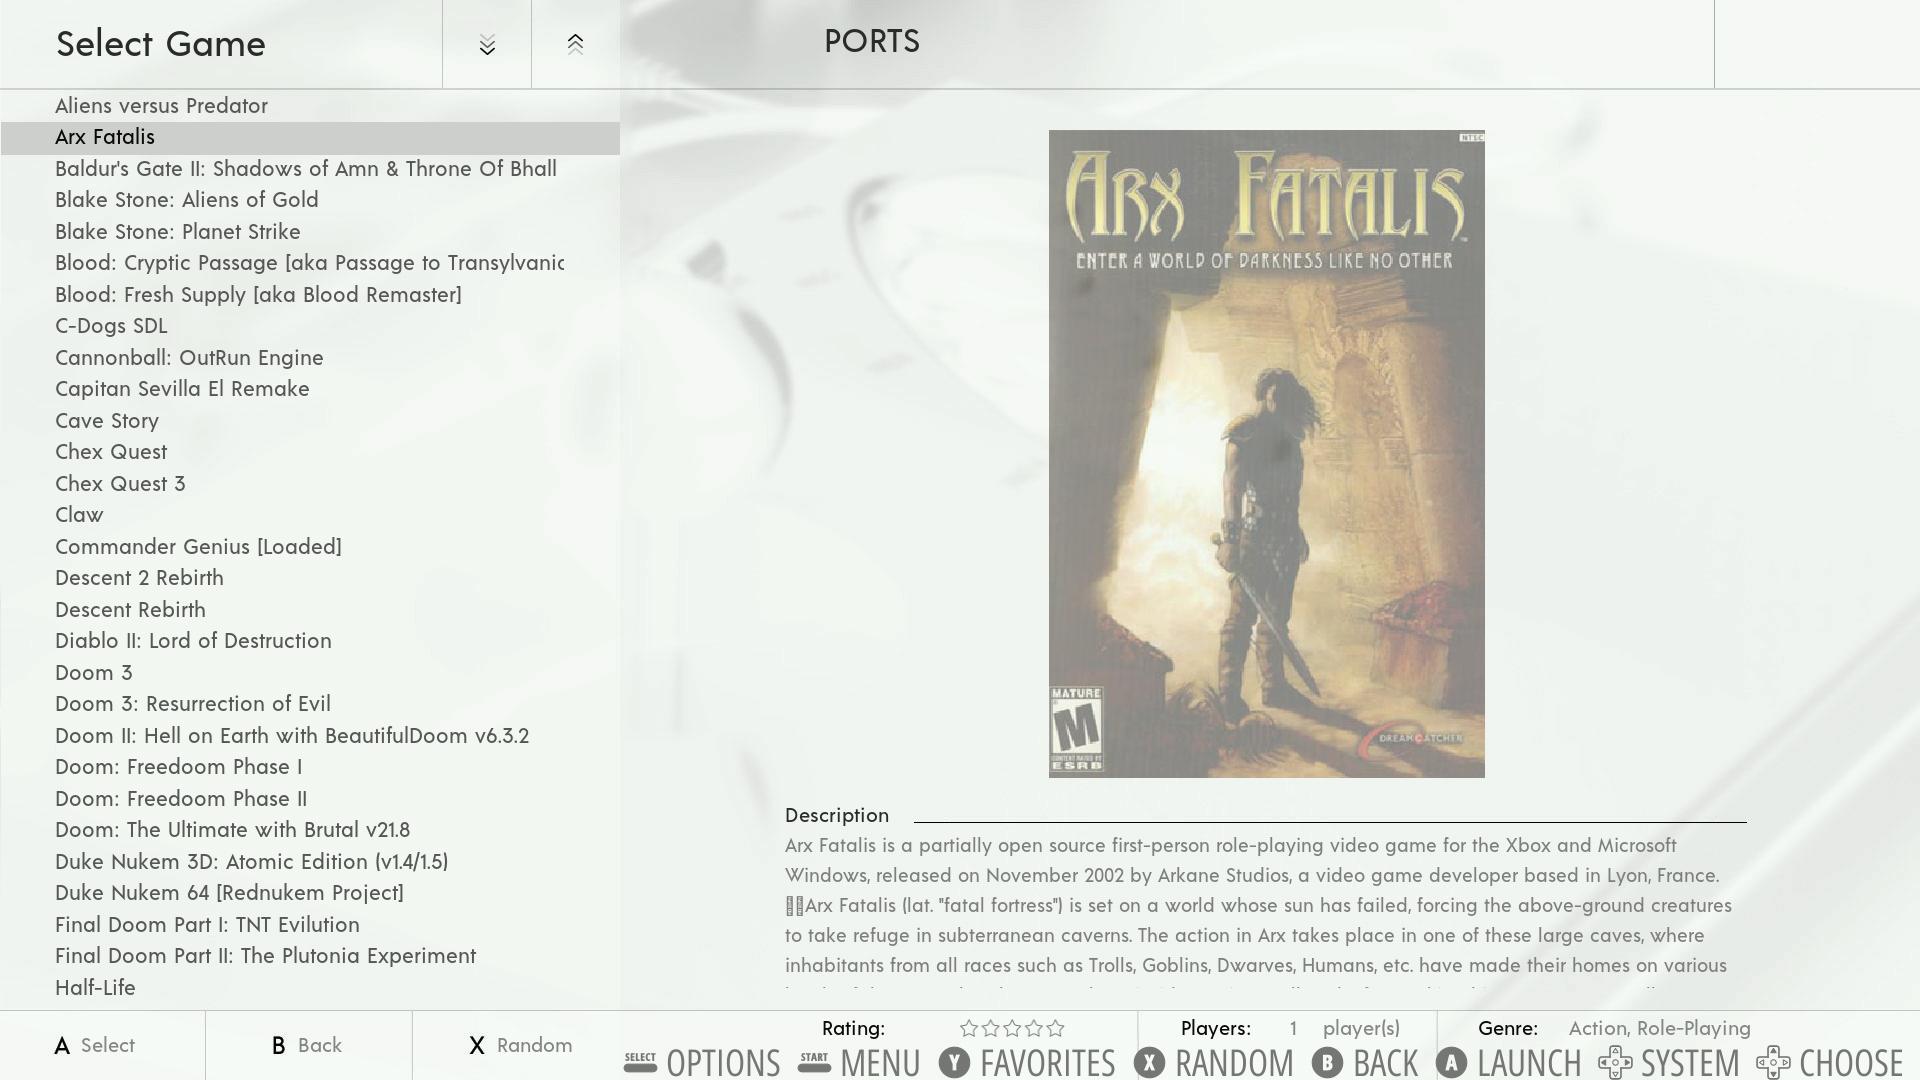 Select Game
PORTS
Aliens versus Predator
Arx Fatalis
Baldur's Gate II: Shadows of Amn & Throne Of Bhall
Blake Stone: Aliens of Gold
Blake Stone: Planet Strike
Blood: Cryptic Passage [aka Passage to Transylvanic
Blood: Fresh Supply [aka Blood Remaster]
C-Dogs SDL
Cannonball: OutRun Engine
Capitan Sevilla El Remake
Cave Story
Chex Quest
Chex Quest 3
Claw
Commander Genius [Loaded]
Descent 2 Rebirth
Descent Rebirth
Diablo II: Lord of Destruction
Doom 3
Doom 3: Resurrection of Evil
Doom II: Hell on Earth with BeautifulDoom v6.3.2
Doom: Freedoom Phase I
Doom: Freedoom Phase II
Doom: The Ultimate with Brutal v21.8
Duke Nukem 3D: Atomic Edition (v1.4/1.5)
Duke Nukem 64 [Rednukem Project]
Final Doom Part I: TNT Evilution
Final Doom Part II: The Plutonia Experiment
Half-Life
NTSC
ARX FATALIS
ENTER A WORLD OF DARKNESS LIKE NO OTHER
MATURE
M
CONTENT RATED BY
ESRB
DREAMCATCHER
Description
Arx Fatalis is a partially open source first-person role-playing video game for the Xbox and Microsoft
Windows, released on November 2002 by Arkane Studios, a video game developer based in Lyon, France.
Arx Fatalis (lat. "fatal fortress") is set on a world whose sun has failed, forcing the above-ground creatures
to take refuge in subterranean caverns. The action in Arx takes place in one of these large caves, where
inhabitants from all races such as Trolls, Goblins, Dwarves, Humans, etc. have made their homes on various
Rating:
Players: 1 player(s)
Genre: Action, Role-Playing
A Select
B Back
X Random
SELECT OPTIONS START MENU Y FAVORITES X RANDOM B BACK A LAUNCH SYSTEM CHOOSE